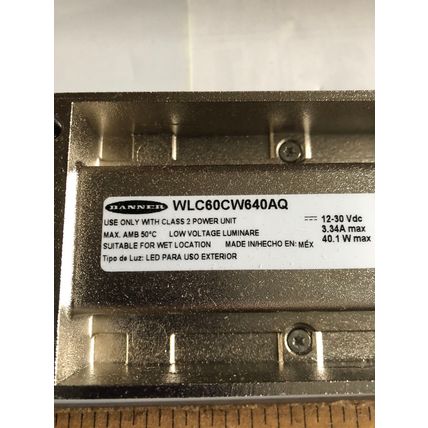 BANNER WLC60CW640AQ
USE ONLY WITH CLASS 2 POWER UNIT
MAX. AMB 50°C LOW VOLTAGE LUMINARE
SUITABLE FOR WET LOCATION MADE IN/HECHO EN: MÉX
Tipo de Luz: LED PARA USO EXTERIOR
12-30 Vdc
3.34A max
40.1 W max